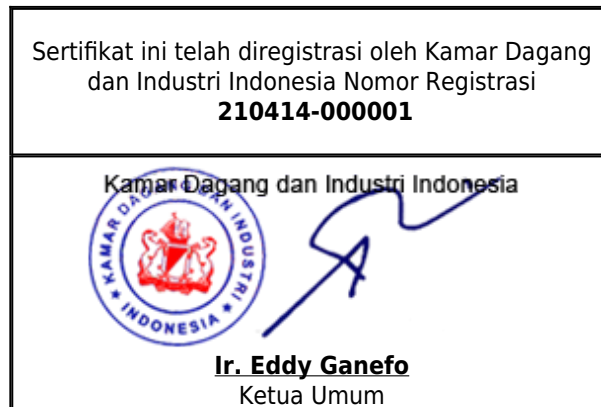 Sertifikat ini telah diregistrasi oleh Kamar Dagang
dan Industri Indonesia Nomor Registrasi
210414-000001
Kamar Dagang dan Industri Indonesia
KAMAR DAGANG DAN INDUSTRI
INDONESIA
Ir. Eddy Ganefo
Ketua Umum